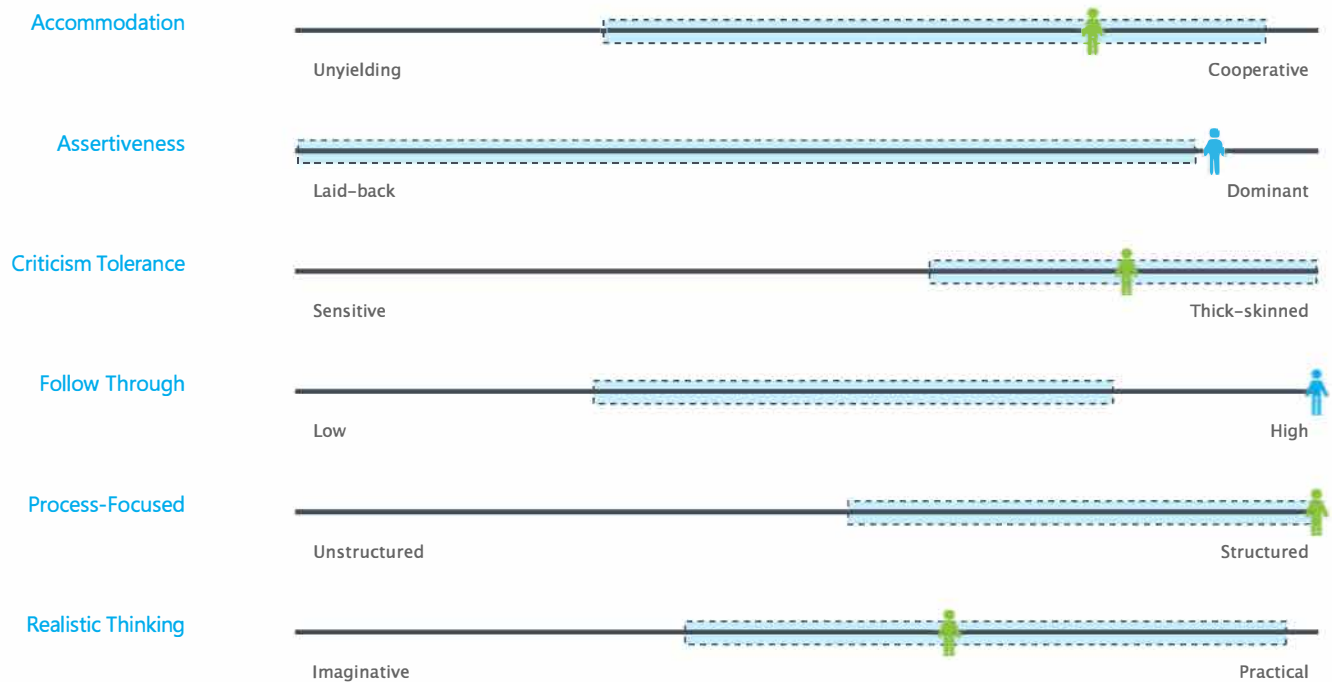 Accommodation
Unyielding Cooperative
Assertiveness
Laid-back Dominant
Criticism Tolerance
Sensitive Thick-skinned
Follow Through
Low High
Process-Focused
Unstructured Structured
Realistic Thinking
Imaginative Practical